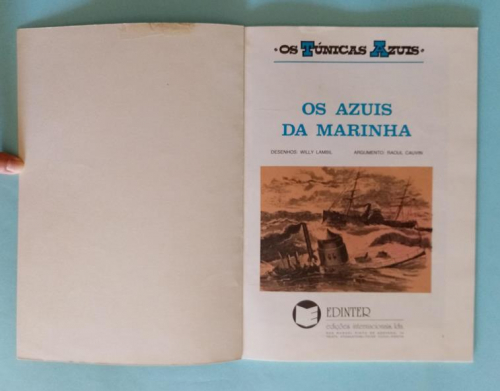 • OS TÚNICAS AZUIS •
OS AZUIS
DA MARINHA
DESENHOS: WILLY LAMBIL ARGUMENTO: RAOUL CAUVIN
EDINTER
edições internacionais, lda.